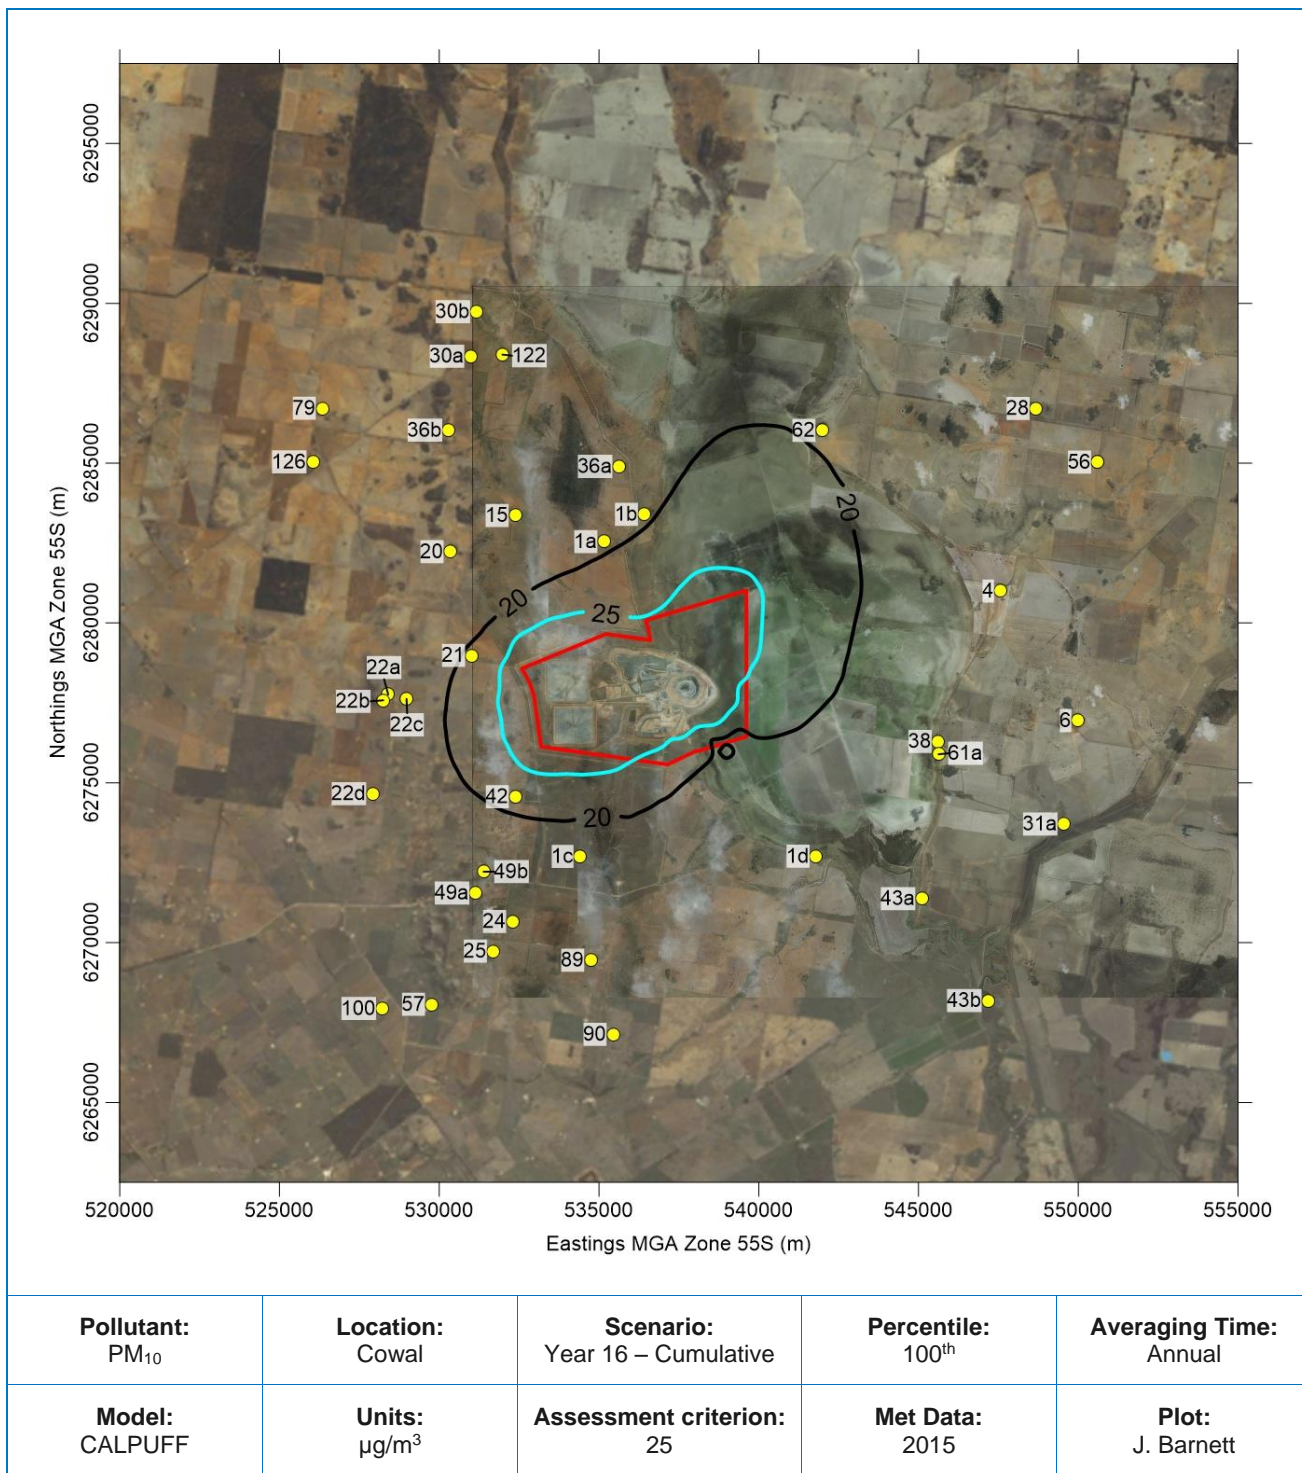 6295000
6290000
6285000
6280000
6275000
6270000
6265000
Northings MGA Zone 55S (m)
30b
30a
122
79
36b
62
28
126
36a
56
15
1b
1a
20
20
20
4
25
21
22a
22b
22c
6
38
61a
22d
42
20
31a
1c
1d
49b
49a
43a
24
25
89
100
57
43b
90
520000 525000 530000 535000 540000 545000 550000 555000
Eastings MGA Zone 55S (m)
Pollutant: Location: Scenario: Percentile: Averaging Time:
PM₁₀ Cowal Year 16 – Cumulative 100ᵗʰ Annual
Model: Units: Assessment criterion: Met Data: Plot:
CALPUFF µg/m³ 25 2015 J. Barnett